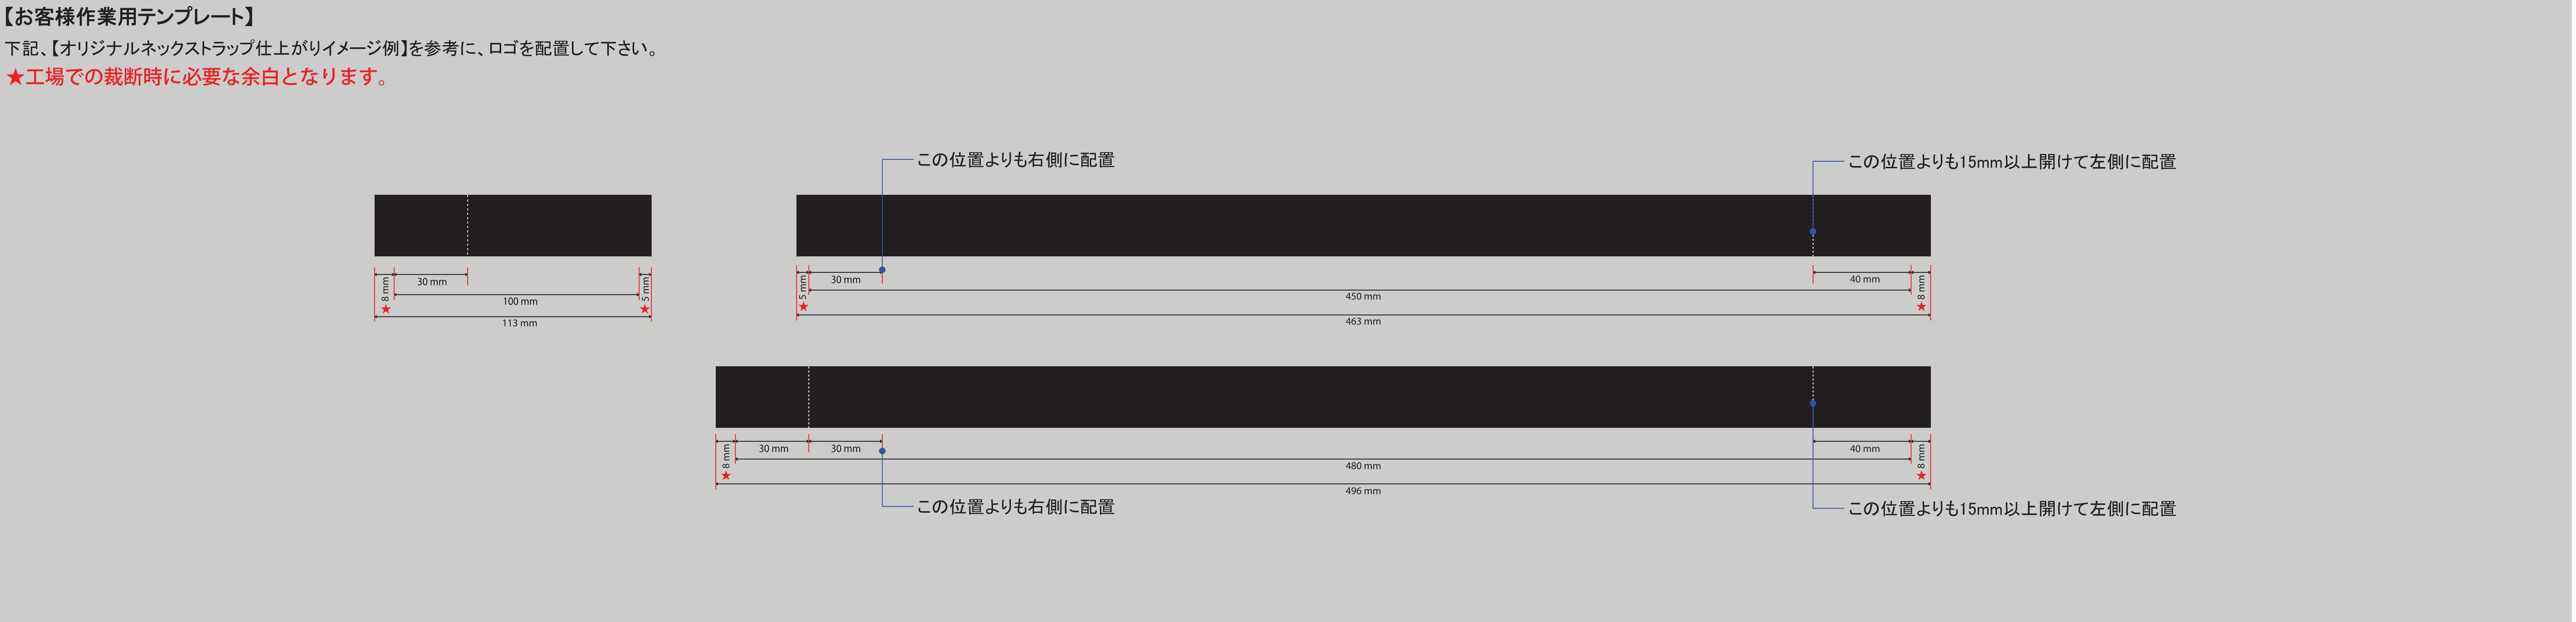 【お客様作業用テンプレート】
下記、【オリジナルネックストラップ仕上がりイメージ例】を参考に、ロゴを配置して下さい。
★工場での裁断時に必要な余白となります。
この位置よりも右側に配置
この位置よりも15mm以上開けて左側に配置
★ 8 mm
30 mm
100 mm
★ 5 mm
113 mm
★ 5 mm
30 mm
450 mm
40 mm
★ 8 mm
463 mm
★ 8 mm
30 mm
30 mm
480 mm
40 mm
★ 8 mm
496 mm
この位置よりも右側に配置
この位置よりも15mm以上開けて左側に配置